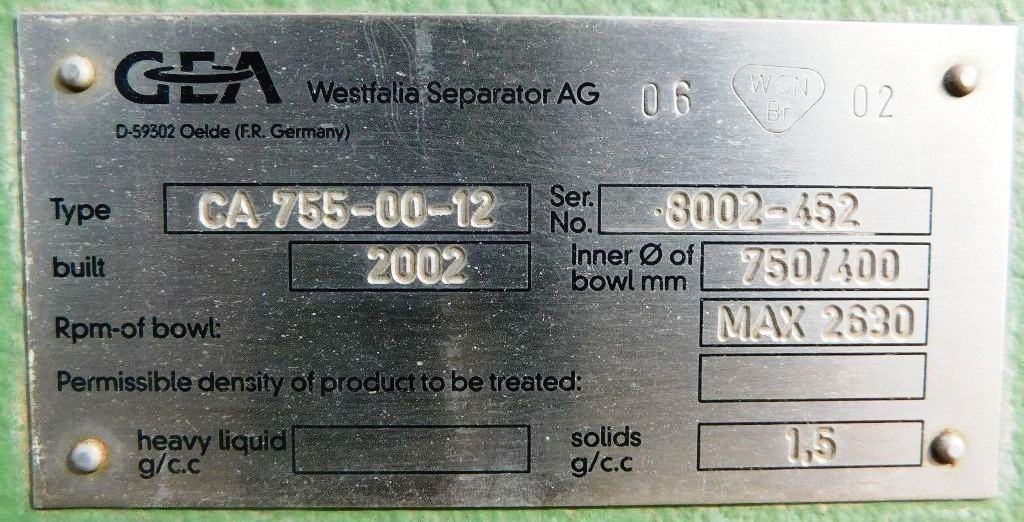 GEA Westfalia Separator AG 06 WSN Br 02
D-59302 Oelde (F.R. Germany)
Type CA 755-00-12 Ser. No. 8002-452
built 2002 Inner Ø of bowl mm 750/400
Rpm-of bowl: MAX 2630
Permissible density of product to be treated:
heavy liquid g/c.c solids g/c.c 1,5